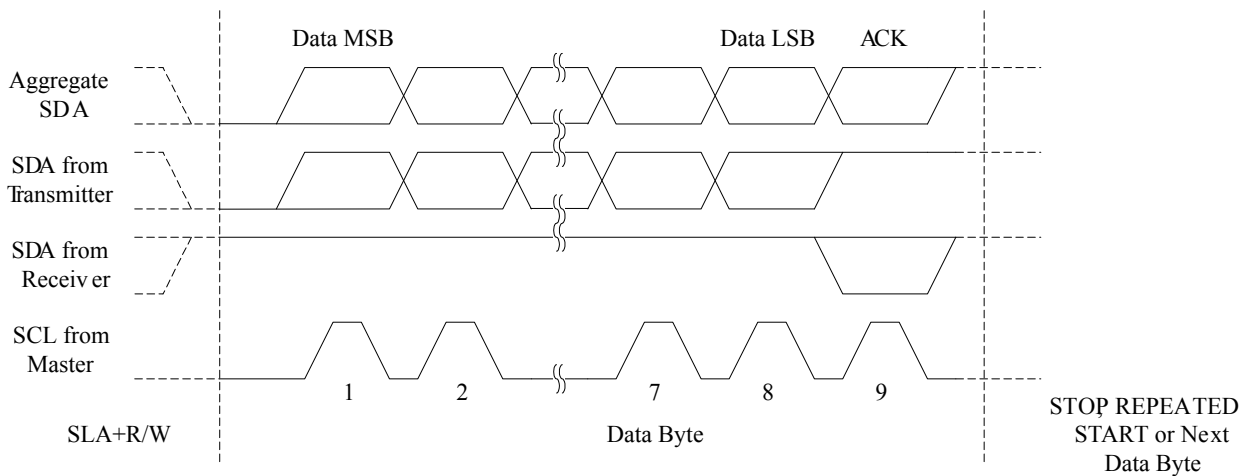 Data MSB
Data LSB
ACK
Aggregate
SDA
SDA from
Transmitter
SDA from
Receiver
SCL from
Master
1
2
7
8
9
SLA+R/W
Data Byte
STOP, REPEATED
START or Next
Data Byte